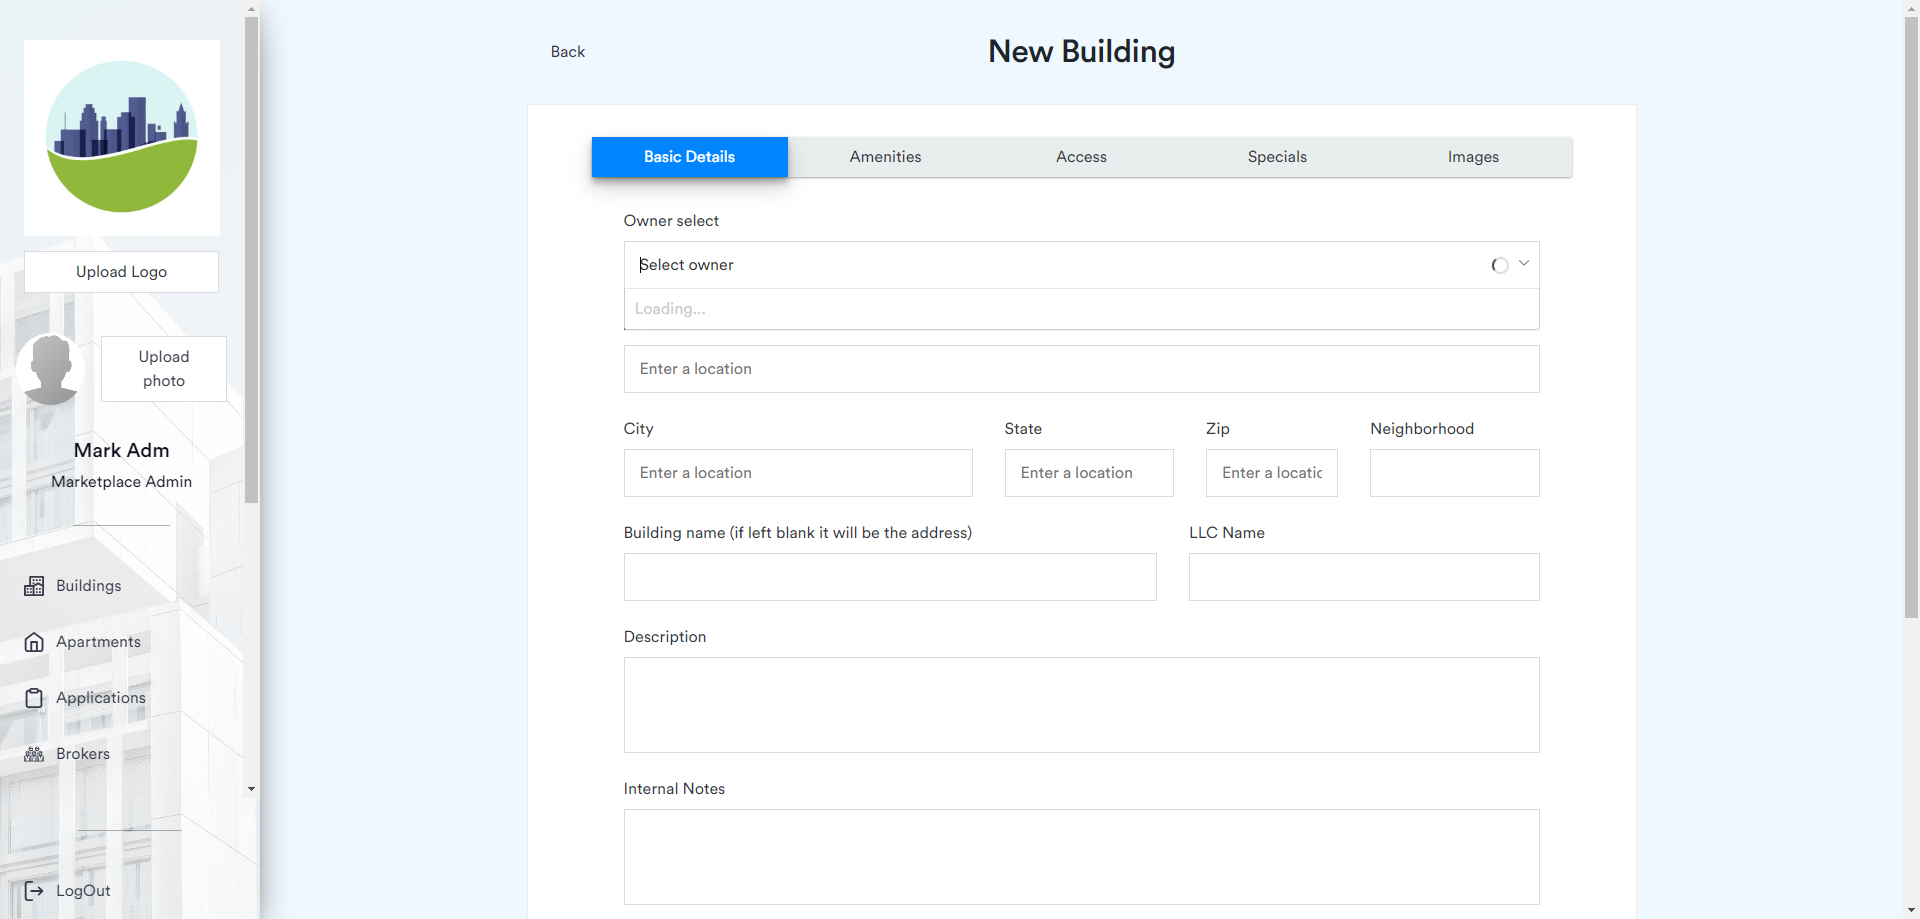 Upload Logo
Upload
photo
Mark Adm
Marketplace Admin
Buildings
Apartments
Applications
Brokers
LogOut
Back
New Building
Basic Details
Amenities
Access
Specials
Images
Owner select
Select owner
Loading...
Enter a location
City
State
Zip
Neighborhood
Enter a location
Enter a location
Enter a locatic
Building name (if left blank it will be the address)
LLC Name
Description
Internal Notes